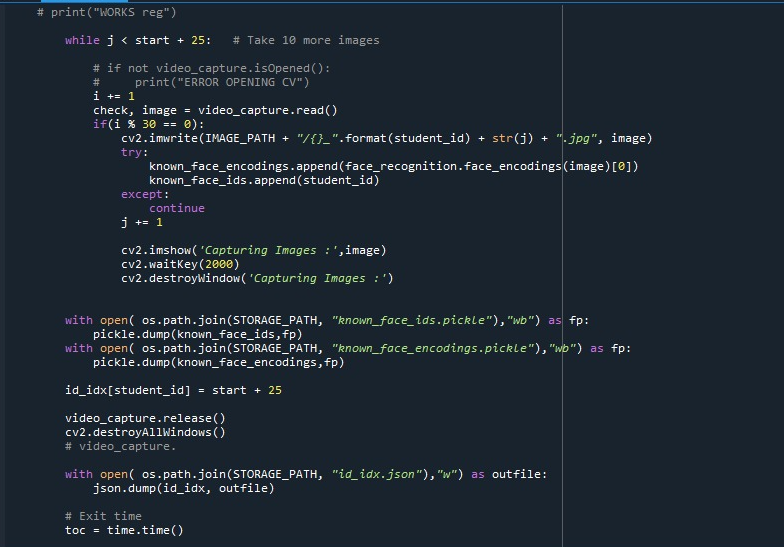 # print("WORKS reg")
while j < start + 25:   # Take 10 more images
# if not video_capture.isOpened():
#     print("ERROR OPENING CV")
i += 1
check, image = video_capture.read()
if(i % 30 == 0):
cv2.imwrite(IMAGE_PATH + "/{}_".format(student_id) + str(j) + ".jpg", image)
try:
known_face_encodings.append(face_recognition.face_encodings(image)[0])
known_face_ids.append(student_id)
except:
continue
j += 1
cv2.imshow('Capturing Images :',image)
cv2.waitKey(2000)
cv2.destroyWindow('Capturing Images :')
with open( os.path.join(STORAGE_PATH, "known_face_ids.pickle"),"wb") as fp:
pickle.dump(known_face_ids,fp)
with open( os.path.join(STORAGE_PATH, "known_face_encodings.pickle"),"wb") as fp:
pickle.dump(known_face_encodings,fp)
id_idx[student_id] = start + 25
video_capture.release()
cv2.destroyAllWindows()
# video_capture.
with open( os.path.join(STORAGE_PATH, "id_idx.json"),"w") as outfile:
json.dump(id_idx, outfile)
# Exit time
toc = time.time()